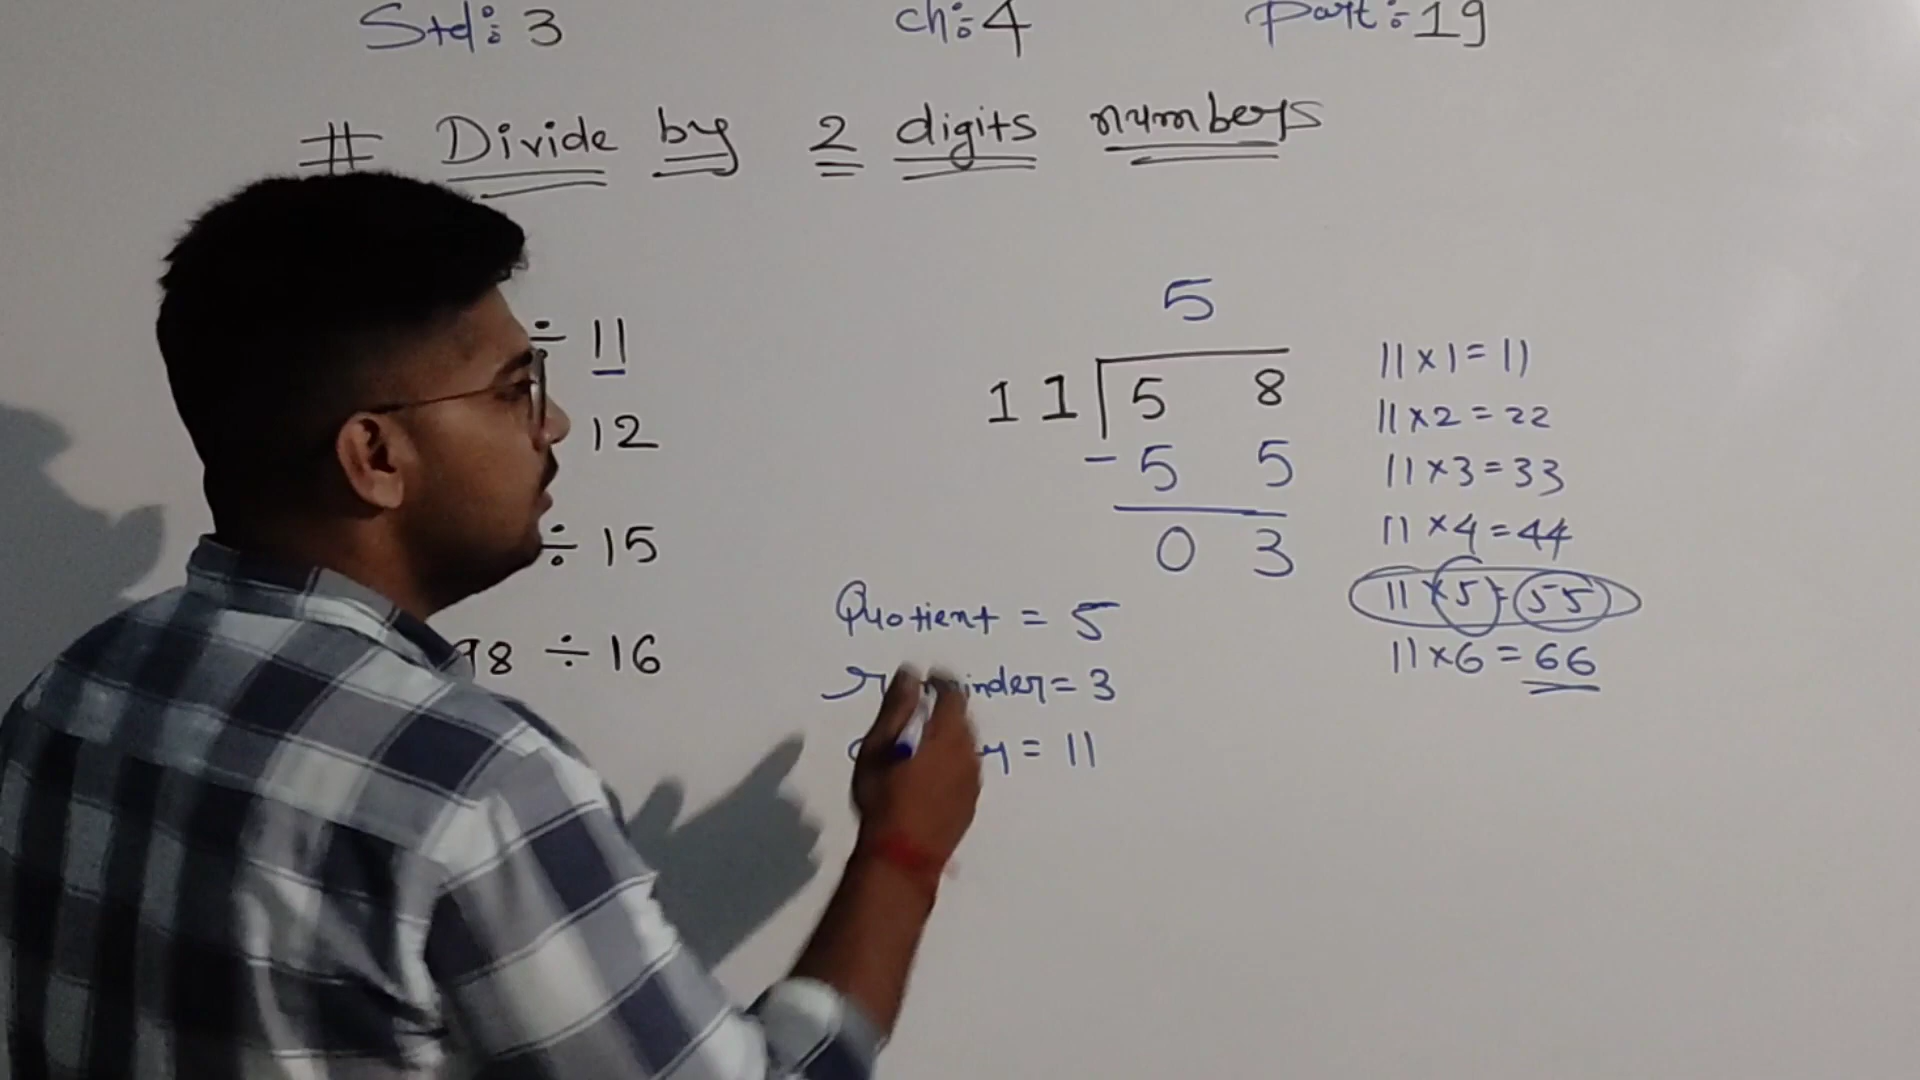 Std: 3 ch: 4 part: 19
# Divide by 2 digits numbers
÷ 11
12
÷ 15
98 ÷ 16
5
11 5 8
- 5 5
0 3
Quotient = 5
= 3
= 11
11 x 1 = 11
11 x 2 = 22
11 x 3 = 33
11 x 4 = 44
11 x 5 = 55
11 x 6 = 66